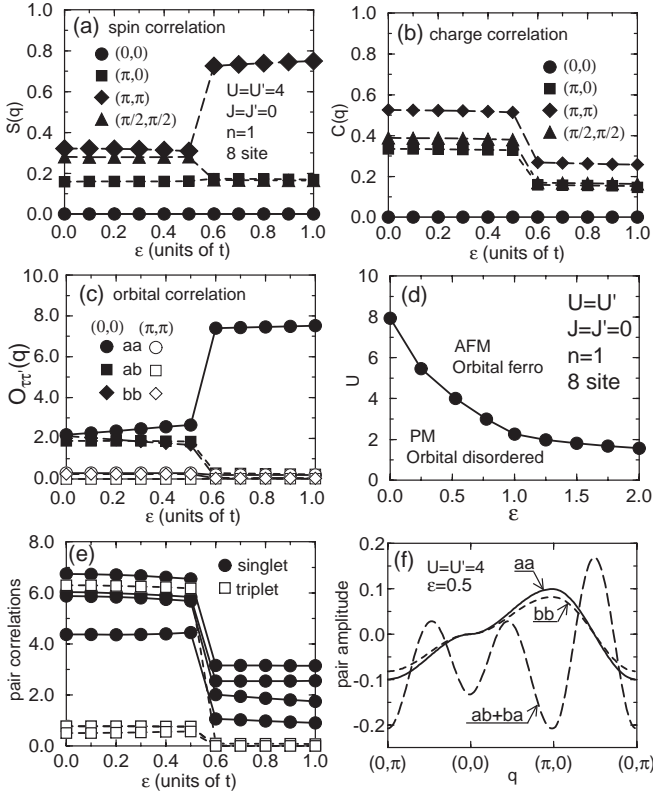 (a) spin correlation
(0,0)
(π,0)
(π,π)
(π/2,π/2)
U=U'=4
J=J'=0
n=1
8 site
S(q)
0.8
0.6
0.4
0.2
0.0
0.0 0.2 0.4 0.6 0.8 1.0
ε (units of t)
(b) charge correlation
(0,0)
(π,0)
(π,π)
(π/2,π/2)
C(q)
1.0
0.8
0.6
0.4
0.2
0.0
0.0 0.2 0.4 0.6 0.8 1.0
ε (units of t)
(c) orbital correlation
(0,0) (π,π)
aa
ab
bb
Oττ'(q)
10.0
8.0
6.0
4.0
2.0
0.0
0.0 0.2 0.4 0.6 0.8 1.0
ε (units of t)
(d)
U=U'
J=J'=0
n=1
8 site
AFM
Orbital ferro
PM
Orbital disordered
U
10
8
6
4
2
0
0.0 0.5 1.0 1.5 2.0
ε
(e)
singlet
triplet
pair correlations
8.0
6.0
4.0
2.0
0.0
0.0 0.2 0.4 0.6 0.8 1.0
ε (units of t)
(f)
U=U'=4
ε=0.5
aa
bb
ab+ba
pair amplitude
0.2
0.1
0.0
-0.1
-0.2
(0,π) (0,0) (π,0) (0,π)
q